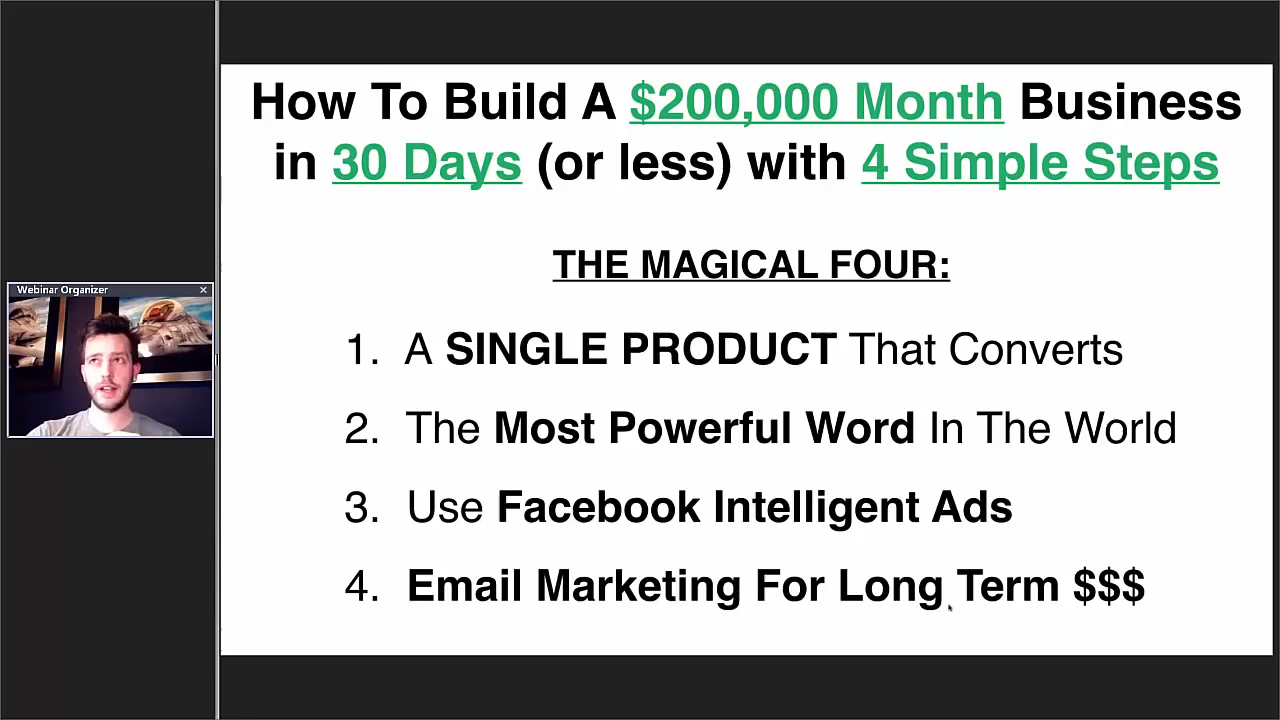 How To Build A $200,000 Month Business
in 30 Days (or less) with 4 Simple Steps
THE MAGICAL FOUR:
1. A SINGLE PRODUCT That Converts
2. The Most Powerful Word In The World
3. Use Facebook Intelligent Ads
4. Email Marketing For Long Term $$$
Webinar Organizer